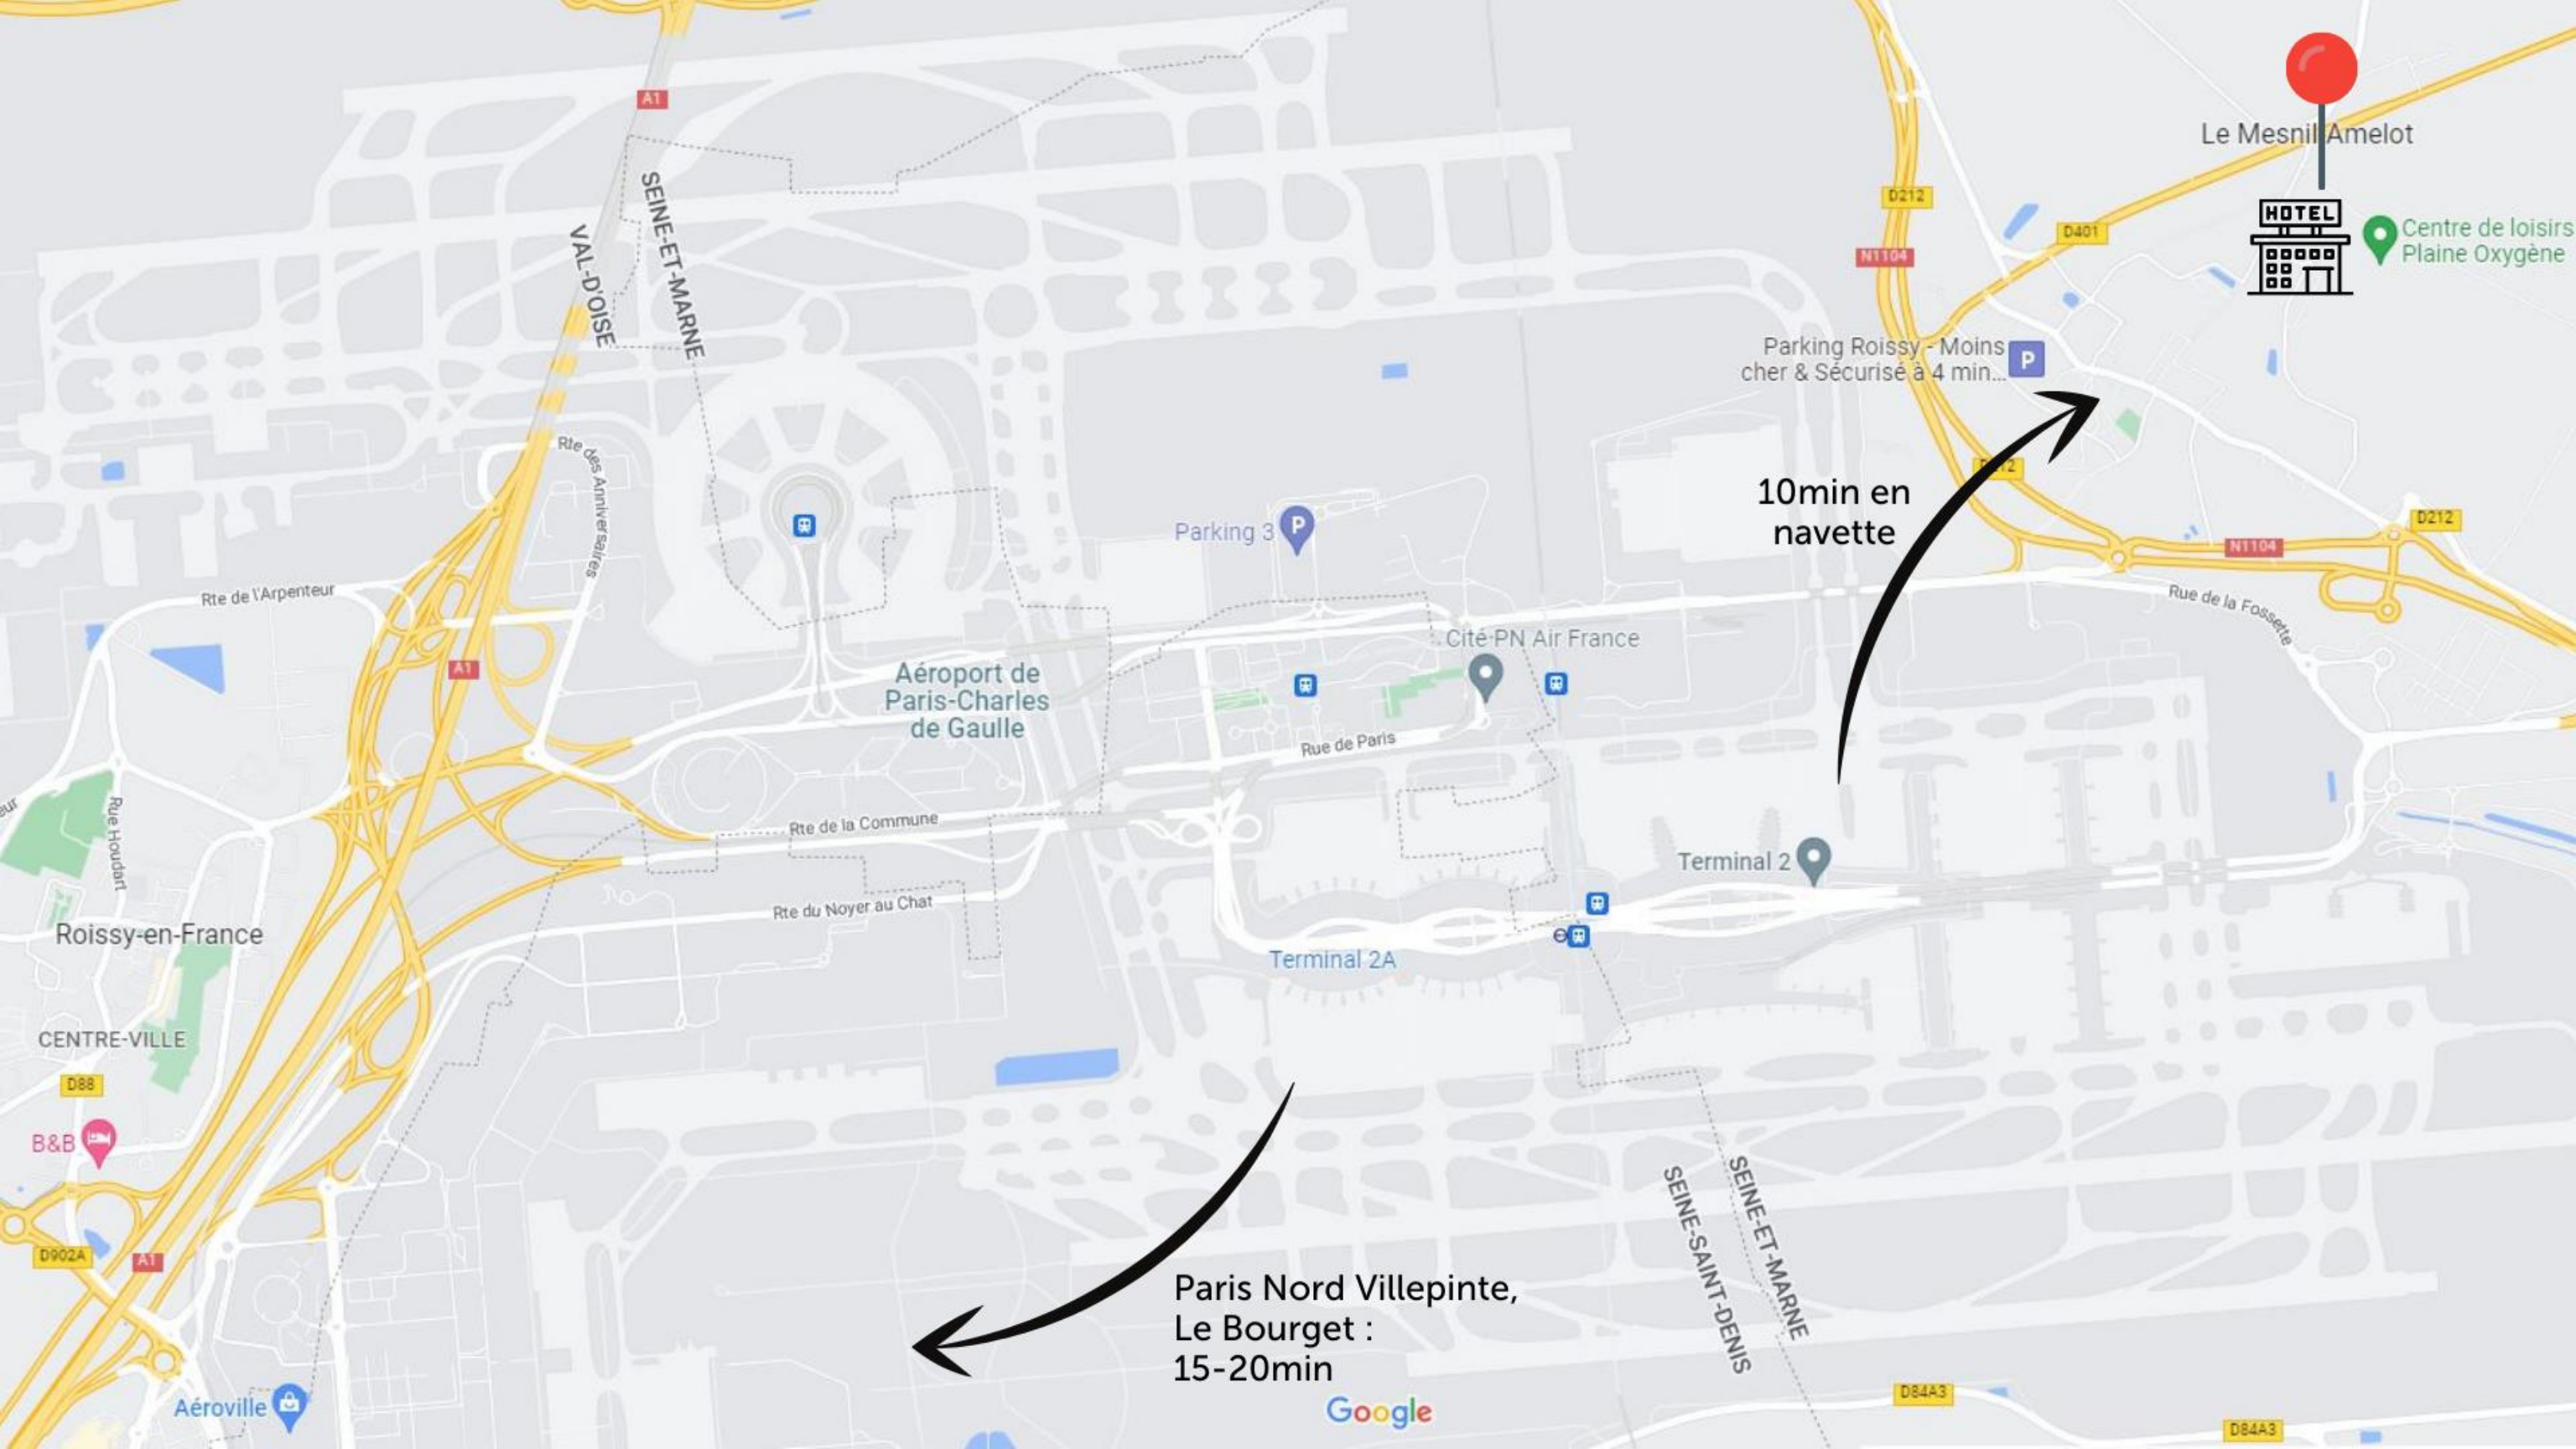 A1
Le Mesnil Amelot
SEINE-ET-MARNE
VAL-D'OISE
D212
D401
HOTEL
N1104
Centre de loisirs
Plaine Oxygène
Parking Roissy - Moins
cher & Sécurisé à 4 min...
P
Rte des Anniversaires
10min en
navette
Parking 3
P
D212
N1104
Rte de l'Arpenteur
Rue de la Fossette
Cité PN Air France
A1
Aéroport de
Paris-Charles
de Gaulle
Rue de Paris
Rue Houdart
Rte de la Commune
Terminal 2
Rte du Noyer au Chat
Roissy-en-France
Terminal 2A
CENTRE-VILLE
D88
B&B
SEINE-SAINT-DENIS
SEINE-ET-MARNE
D902A
A1
Paris Nord Villepinte,
Le Bourget :
15-20min
Aéroville
Google
D84A3
D84A3